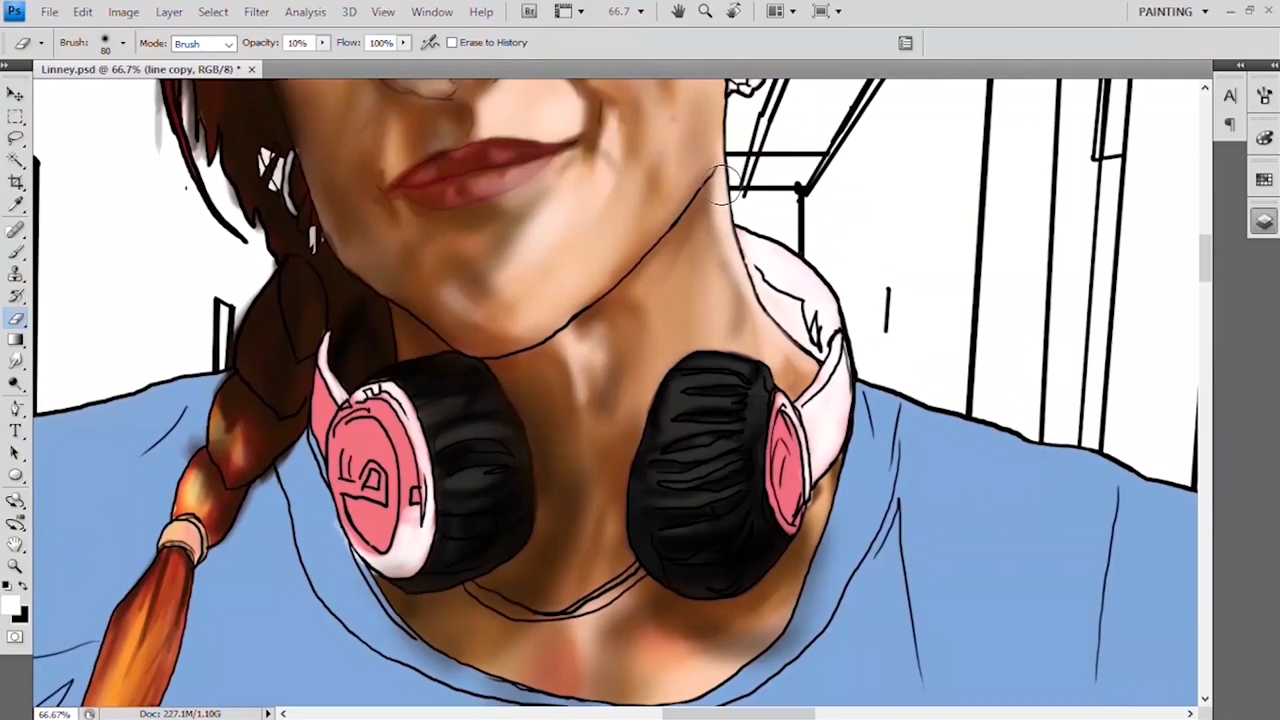 Ps File Edit Image Layer Select Filter Analysis 3D View Window Help Br 66.7 PAINTING
Brush: 80 Mode: Brush Opacity: 10% Flow: 100% Erase to History
Linney.psd @ 66.7% (line copy, RGB/8) *
66.67% Doc: 227.1M/1.10G